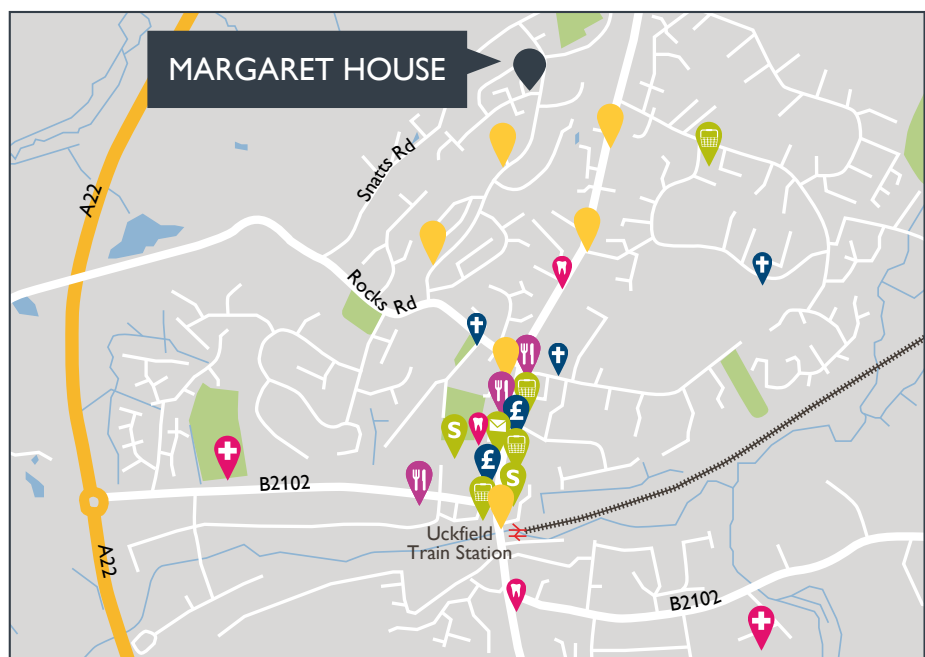 MARGARET HOUSE
Snatts Rd
A22
Rocks Rd
£
S
£
S
B2102
Uckfield
Train Station
A22
B2102